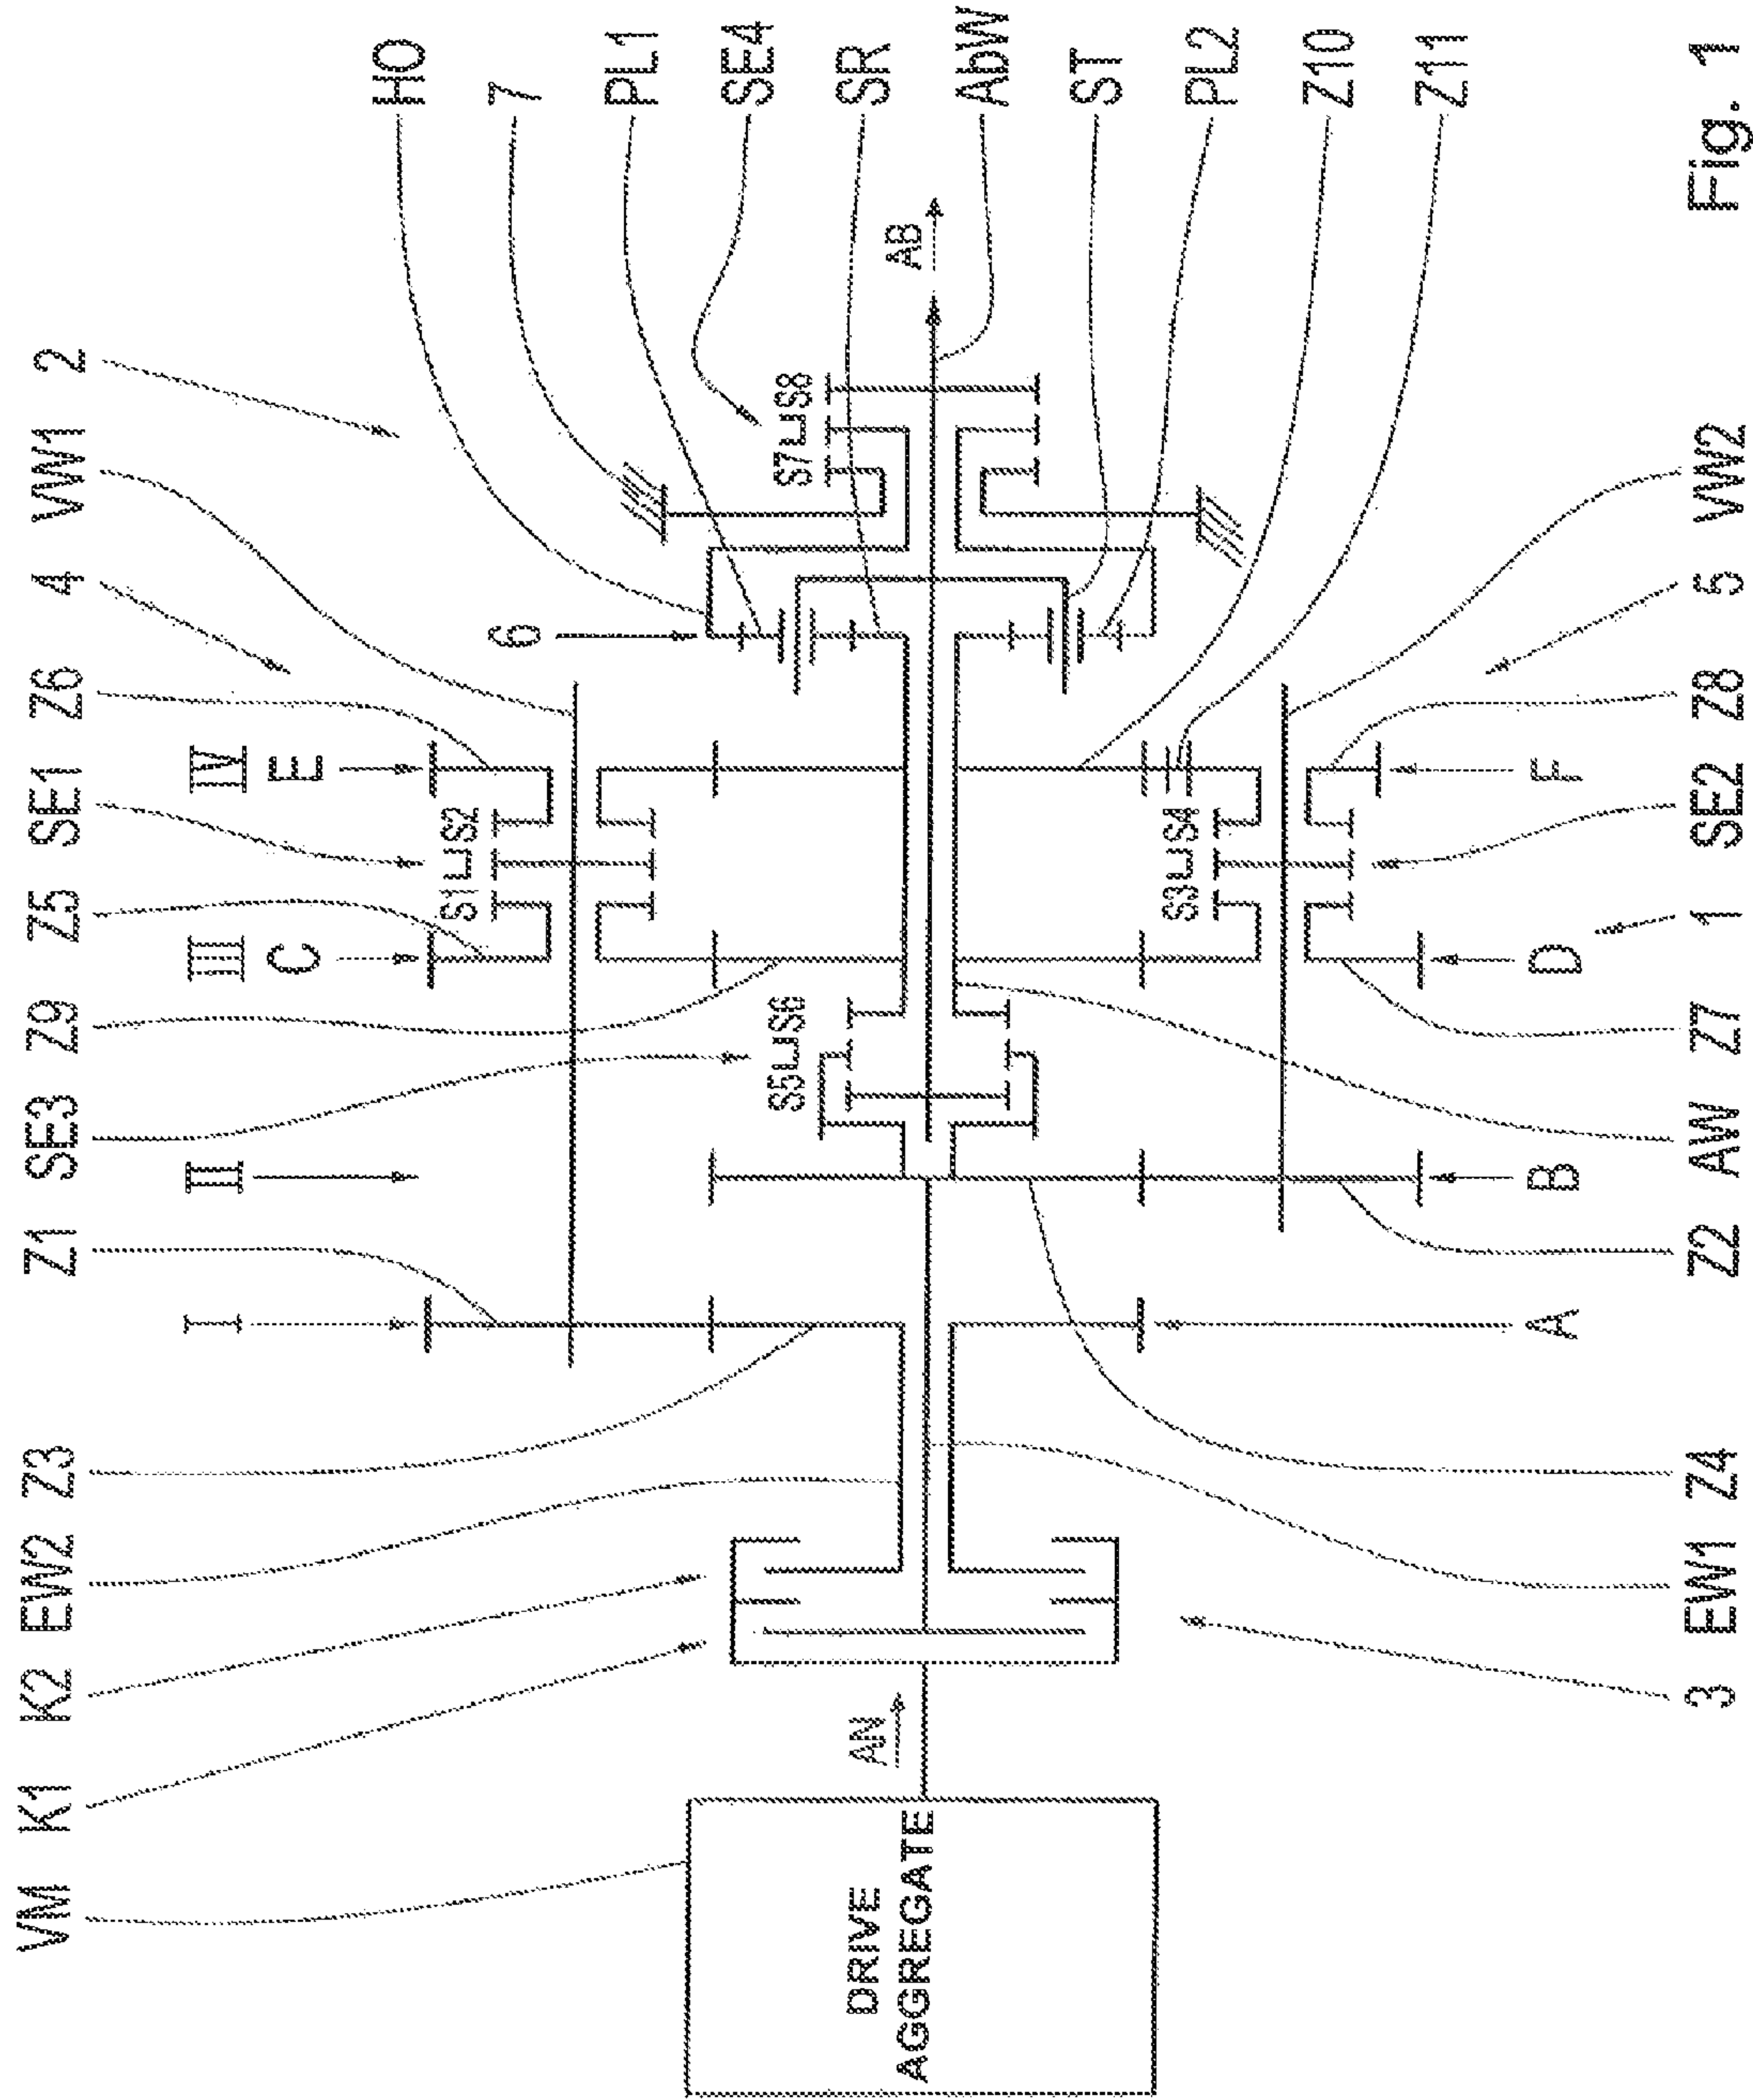 VM K1 K2 EW2 Z3 Z1 SE3 Z9 Z5 SE1 Z6 4 VW1 2
I II III IV
C E
HO
7
PL1
SE4
SR
AbW
ST
PL2
Z10
Z11
6
S1 S2
S7 S8
S5 S6
S3 S4
AN
AB
DRIVE
AGGREGATE
A B D F
3 EW1 Z4 Z2 AW Z7 1 SE2 Z8 5 VW2
Fig. 1